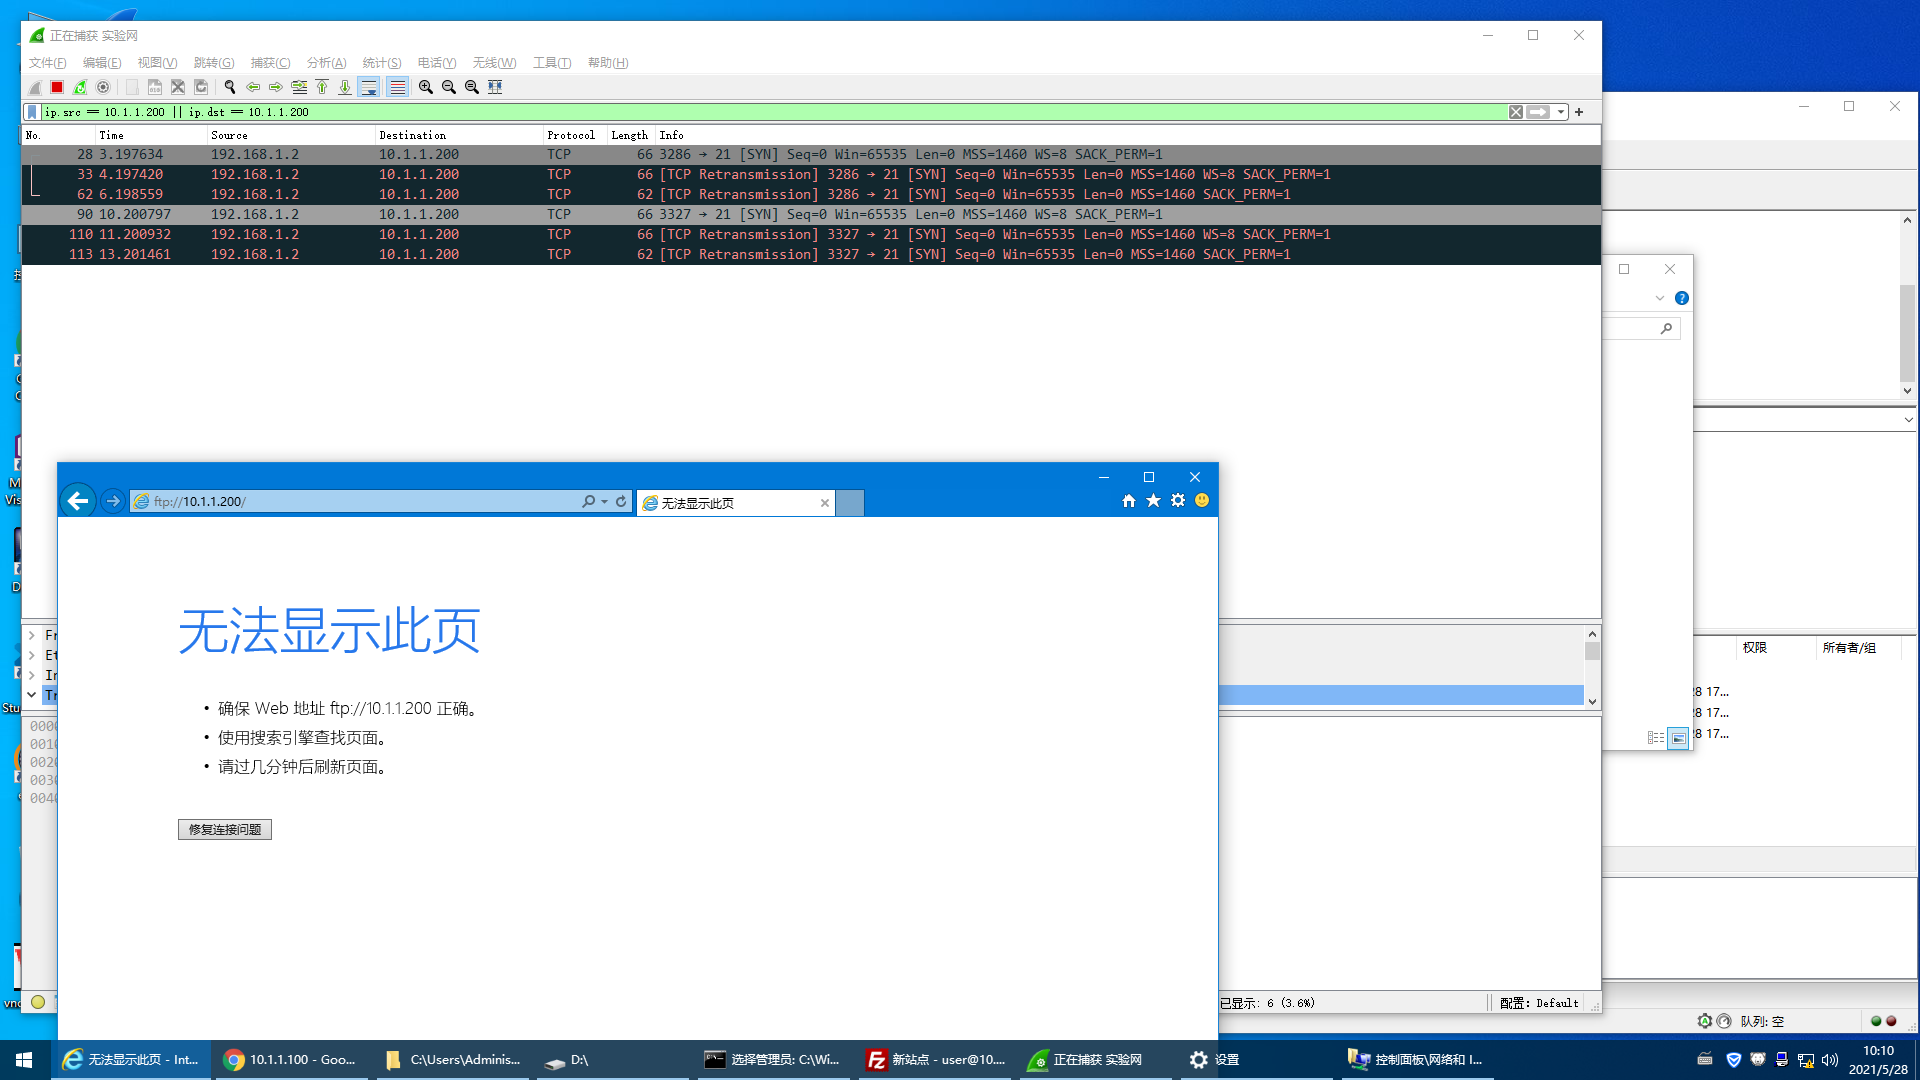 正在捕获 实验网
文件(F) 编辑(E) 视图(V) 跳转(G) 捕获(C) 分析(A) 统计(S) 电话(Y) 无线(W) 工具(T) 帮助(H)
ip.src == 10.1.1.200 || ip.dst == 10.1.1.200
No. Time Source Destination Protocol Length Info
28 3.197634 192.168.1.2 10.1.1.200 TCP 66 3286 → 21 [SYN] Seq=0 Win=65535 Len=0 MSS=1460 WS=8 SACK_PERM=1
33 4.197420 192.168.1.2 10.1.1.200 TCP 66 [TCP Retransmission] 3286 → 21 [SYN] Seq=0 Win=65535 Len=0 MSS=1460 WS=8 SACK_PERM=1
62 6.198559 192.168.1.2 10.1.1.200 TCP 62 [TCP Retransmission] 3286 → 21 [SYN] Seq=0 Win=65535 Len=0 MSS=1460 SACK_PERM=1
90 10.200797 192.168.1.2 10.1.1.200 TCP 66 3327 → 21 [SYN] Seq=0 Win=65535 Len=0 MSS=1460 WS=8 SACK_PERM=1
110 11.200932 192.168.1.2 10.1.1.200 TCP 66 [TCP Retransmission] 3327 → 21 [SYN] Seq=0 Win=65535 Len=0 MSS=1460 WS=8 SACK_PERM=1
113 13.201461 192.168.1.2 10.1.1.200 TCP 62 [TCP Retransmission] 3327 → 21 [SYN] Seq=0 Win=65535 Len=0 MSS=1460 SACK_PERM=1
ftp://10.1.1.200/ 无法显示此页
无法显示此页
• 确保 Web 地址 ftp://10.1.1.200 正确。
• 使用搜索引擎查找页面。
• 请过几分钟后刷新页面。
修复连接问题
Fr
Et
In
Tr
0000
0010
0020
0030
0040
权限 所有者/组
28 17...
28 17...
28 17...
已显示: 6 (3.6%) 配置: Default
队列: 空
无法显示此页 - Int... 10.1.1.100 - Goo... C:\Users\Adminis... D:\ 选择管理员: C:\Wi... 新站点 - user@10.... 正在捕获 实验网 设置 控制面板\网络和 I...
10:10
2021/5/28